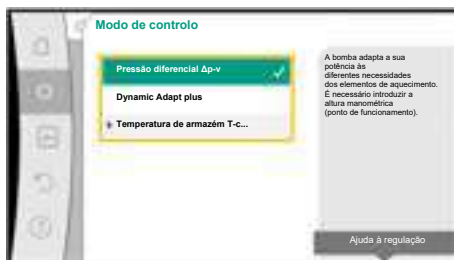 Modo de controlo
Pressão diferencial Δp-v
Dynamic Adapt plus
Temperatura de armazém T-c...
A bomba adapta a sua
potência às
diferentes necessidades
dos elementos de aquecimento.
É necessário introduzir a
altura manométrica
(ponto de funcionamento).
Ajuda à regulação